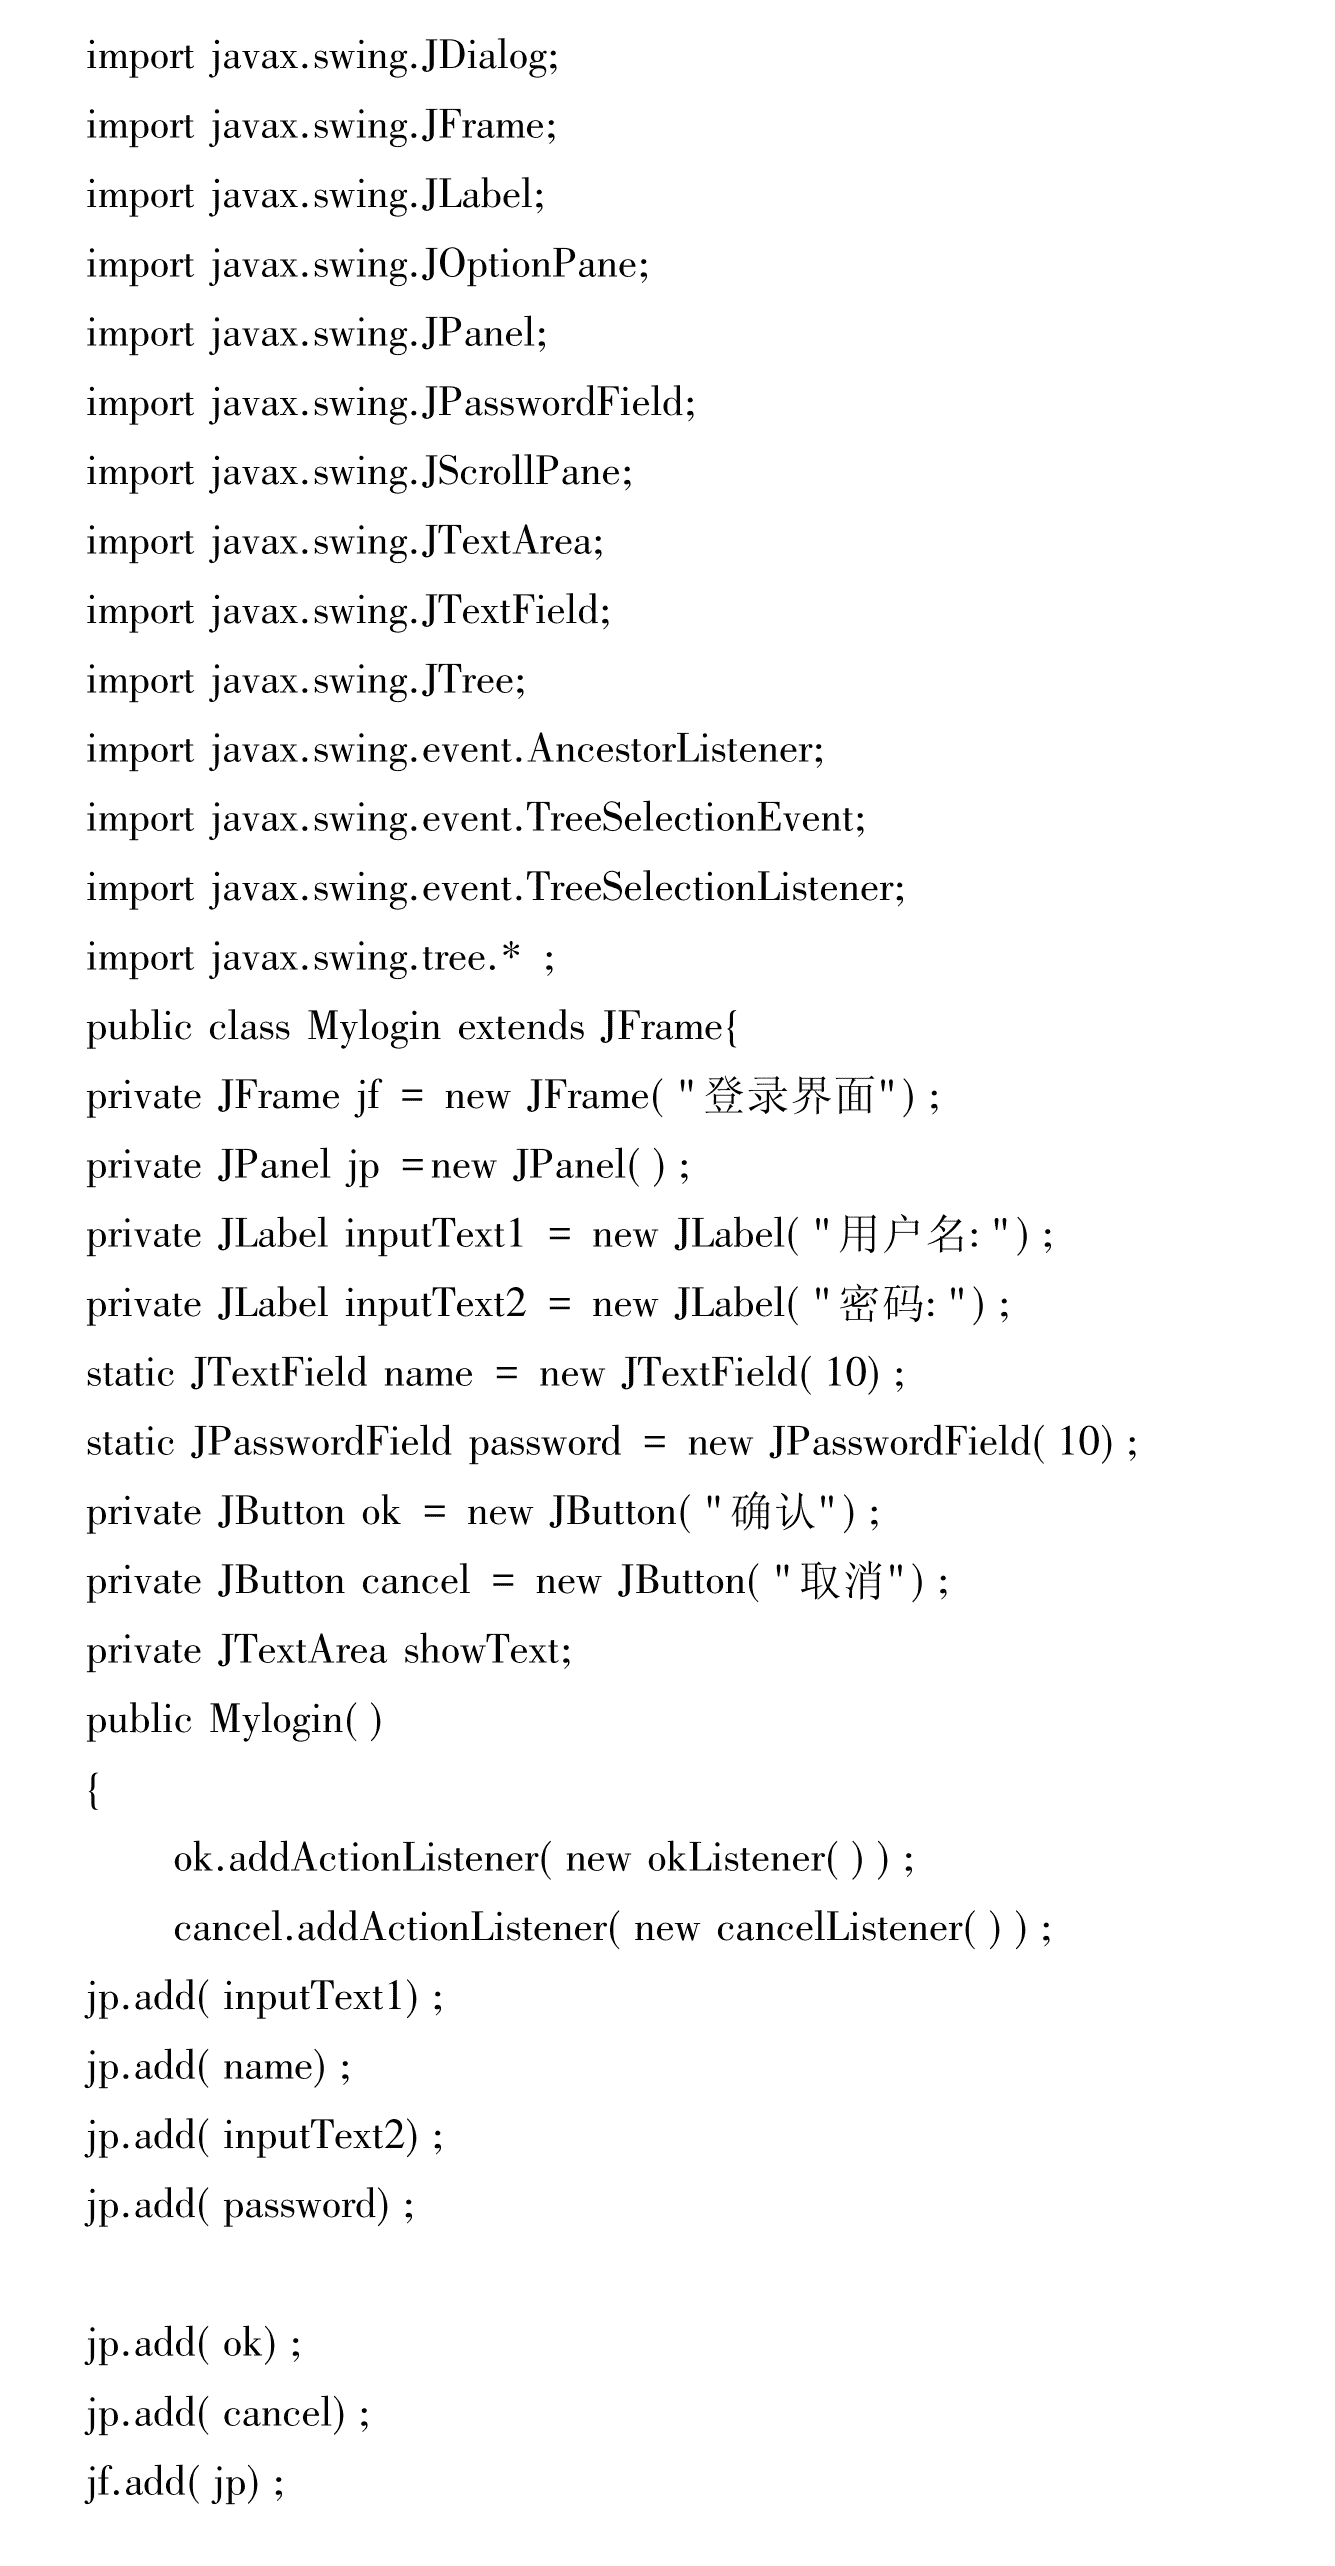 import javax.swing.JDialog;
import javax.swing.JFrame;
import javax.swing.JLabel;
import javax.swing.JOptionPane;
import javax.swing.JPanel;
import javax.swing.JPasswordField;
import javax.swing.JScrollPane;
import javax.swing.JTextArea;
import javax.swing.JTextField;
import javax.swing.JTree;
import javax.swing.event.AncestorListener;
import javax.swing.event.TreeSelectionEvent;
import javax.swing.event.TreeSelectionListener;
import javax.swing.tree.* ;
public class Mylogin extends JFrame{
private JFrame jf = new JFrame("登录界面");
private JPanel jp =new JPanel();
private JLabel inputText1 = new JLabel("用户名:");
private JLabel inputText2 = new JLabel("密码:");
static JTextField name = new JTextField(10);
static JPasswordField password = new JPasswordField(10);
private JButton ok = new JButton("确认");
private JButton cancel = new JButton("取消");
private JTextArea showText;
public Mylogin()
{
ok.addActionListener(new okListener());
cancel.addActionListener(new cancelListener());
jp.add(inputText1);
jp.add(name);
jp.add(inputText2);
jp.add(password);
jp.add(ok);
jp.add(cancel);
jf.add(jp);